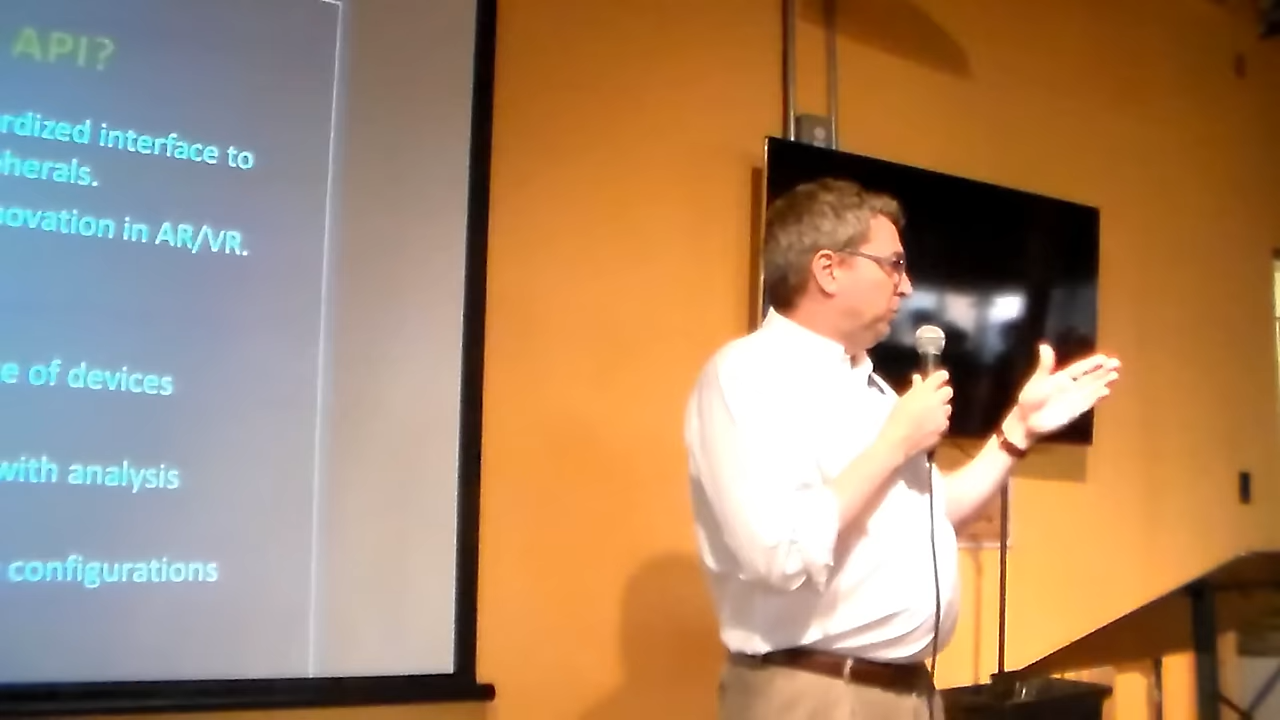 API?
rdized interface to
herals.
ovation in AR/VR.
e of devices
with analysis
configurations